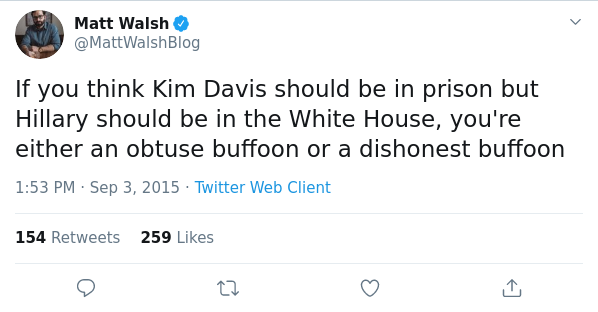 Matt Walsh
@MattWalshBlog
If you think Kim Davis should be in prison but
Hillary should be in the White House, you're
either an obtuse buffoon or a dishonest buffoon
1:53 PM · Sep 3, 2015 · Twitter Web Client
154 Retweets 259 Likes